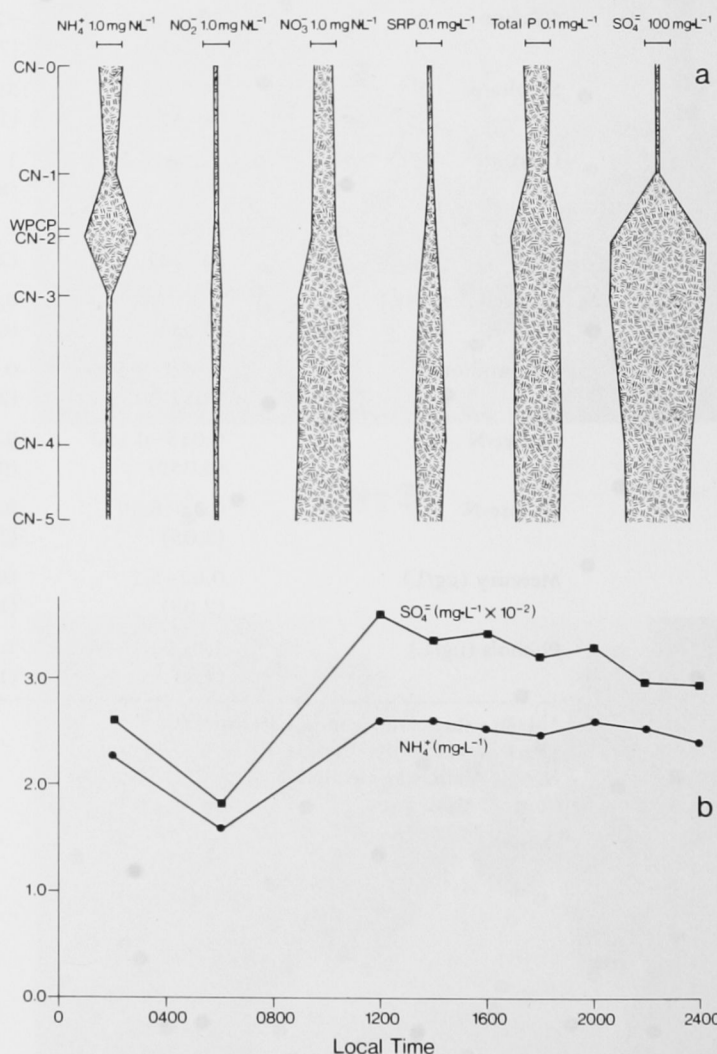 NH₄⁺ 1.0 mg N·L⁻¹ NO₂⁻ 1.0 mg N·L⁻¹ NO₃⁻ 1.0 mg N·L⁻¹ SRP 0.1 mg·L⁻¹ Total P 0.1 mg·L⁻¹ SO₄⁼ 100 mg·L⁻¹
a
CN-0
CN-1
WPCP
CN-2
CN-3
CN-4
CN-5
SO₄⁼ (mg·L⁻¹ × 10⁻²)
3.0
NH₄⁺ (mg·L⁻¹)
2.0
b
1.0
0.0
0 0400 0800 1200 1600 2000 2400
Local Time